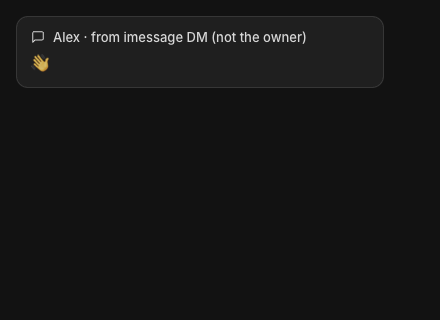 Alex · from imessage DM (not the owner)
👋